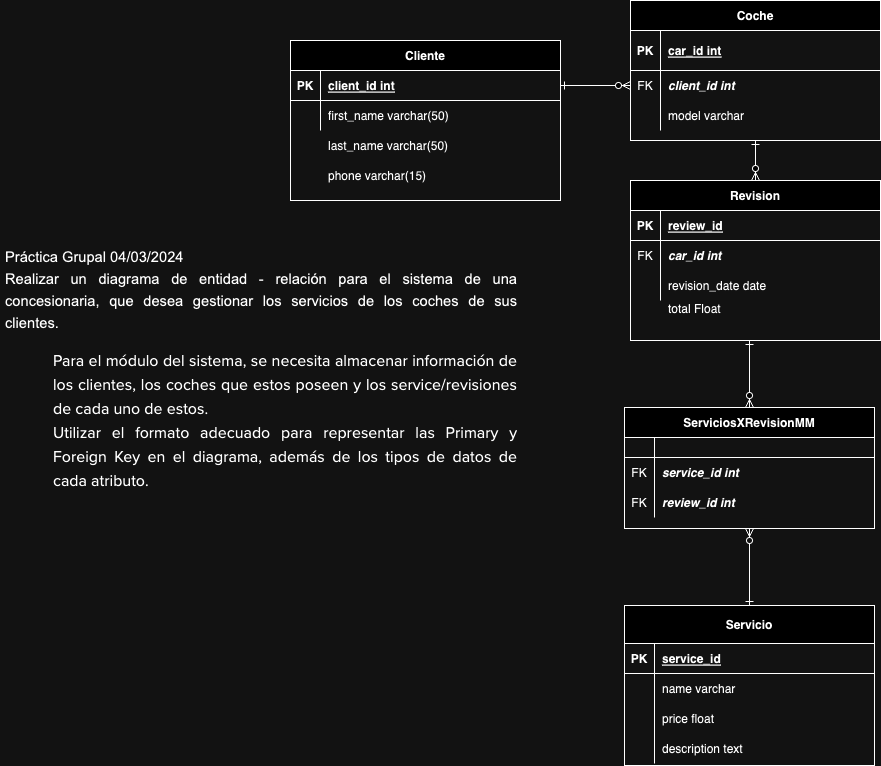 Coche
PK car_id int
FK client_id int
model varchar
Cliente
PK client_id int
first_name varchar(50)
last_name varchar(50)
phone varchar(15)
Revision
PK review_id
FK car_id int
revision_date date
total Float
Práctica Grupal 04/03/2024
Realizar un diagrama de entidad - relación para el sistema de una
concesionaria, que desea gestionar los servicios de los coches de sus
clientes.
Para el módulo del sistema, se necesita almacenar información de
los clientes, los coches que estos poseen y los service/revisiones
de cada uno de estos.
Utilizar el formato adecuado para representar las Primary y
Foreign Key en el diagrama, además de los tipos de datos de
cada atributo.
ServiciosXRevisionMM
FK service_id int
FK review_id int
Servicio
PK service_id
name varchar
price float
description text